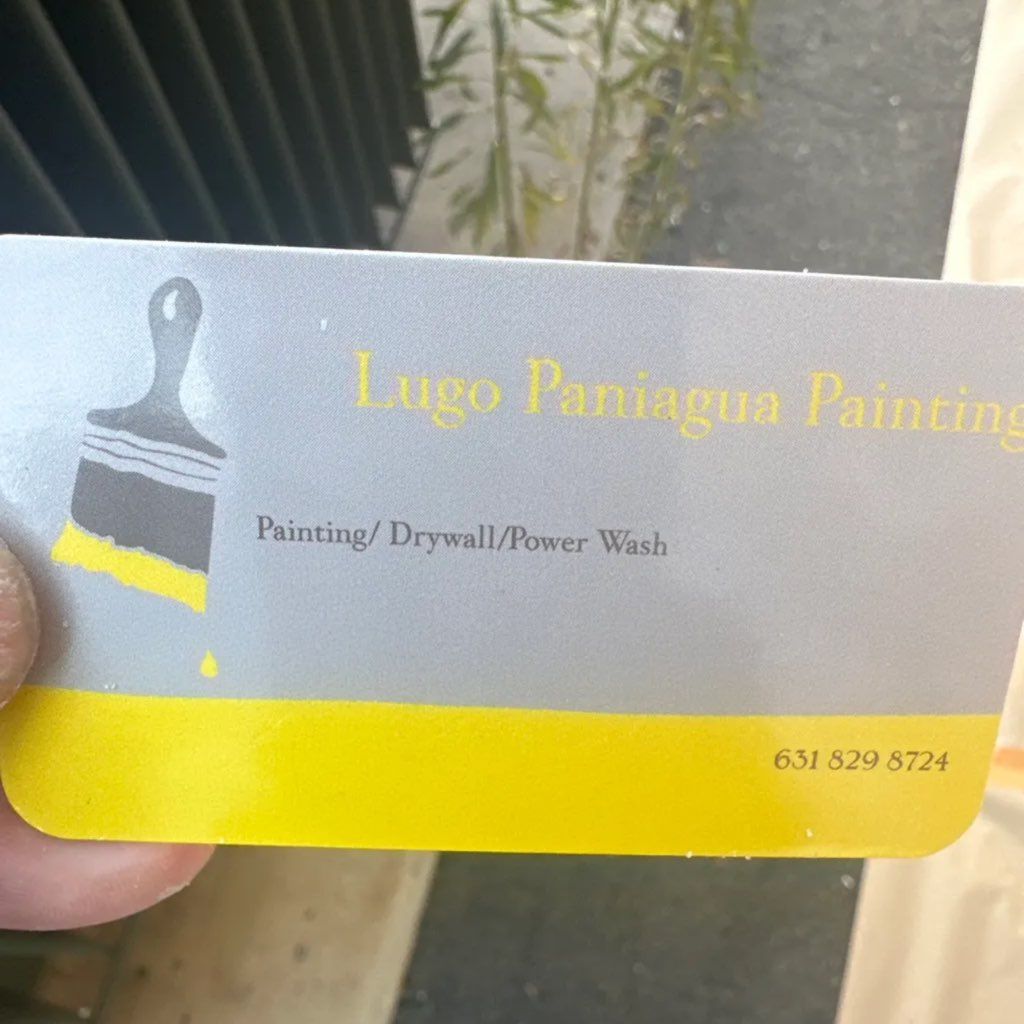 Lugo Paniagua Painting
Painting/ Drywall/Power Wash
631 829 8724